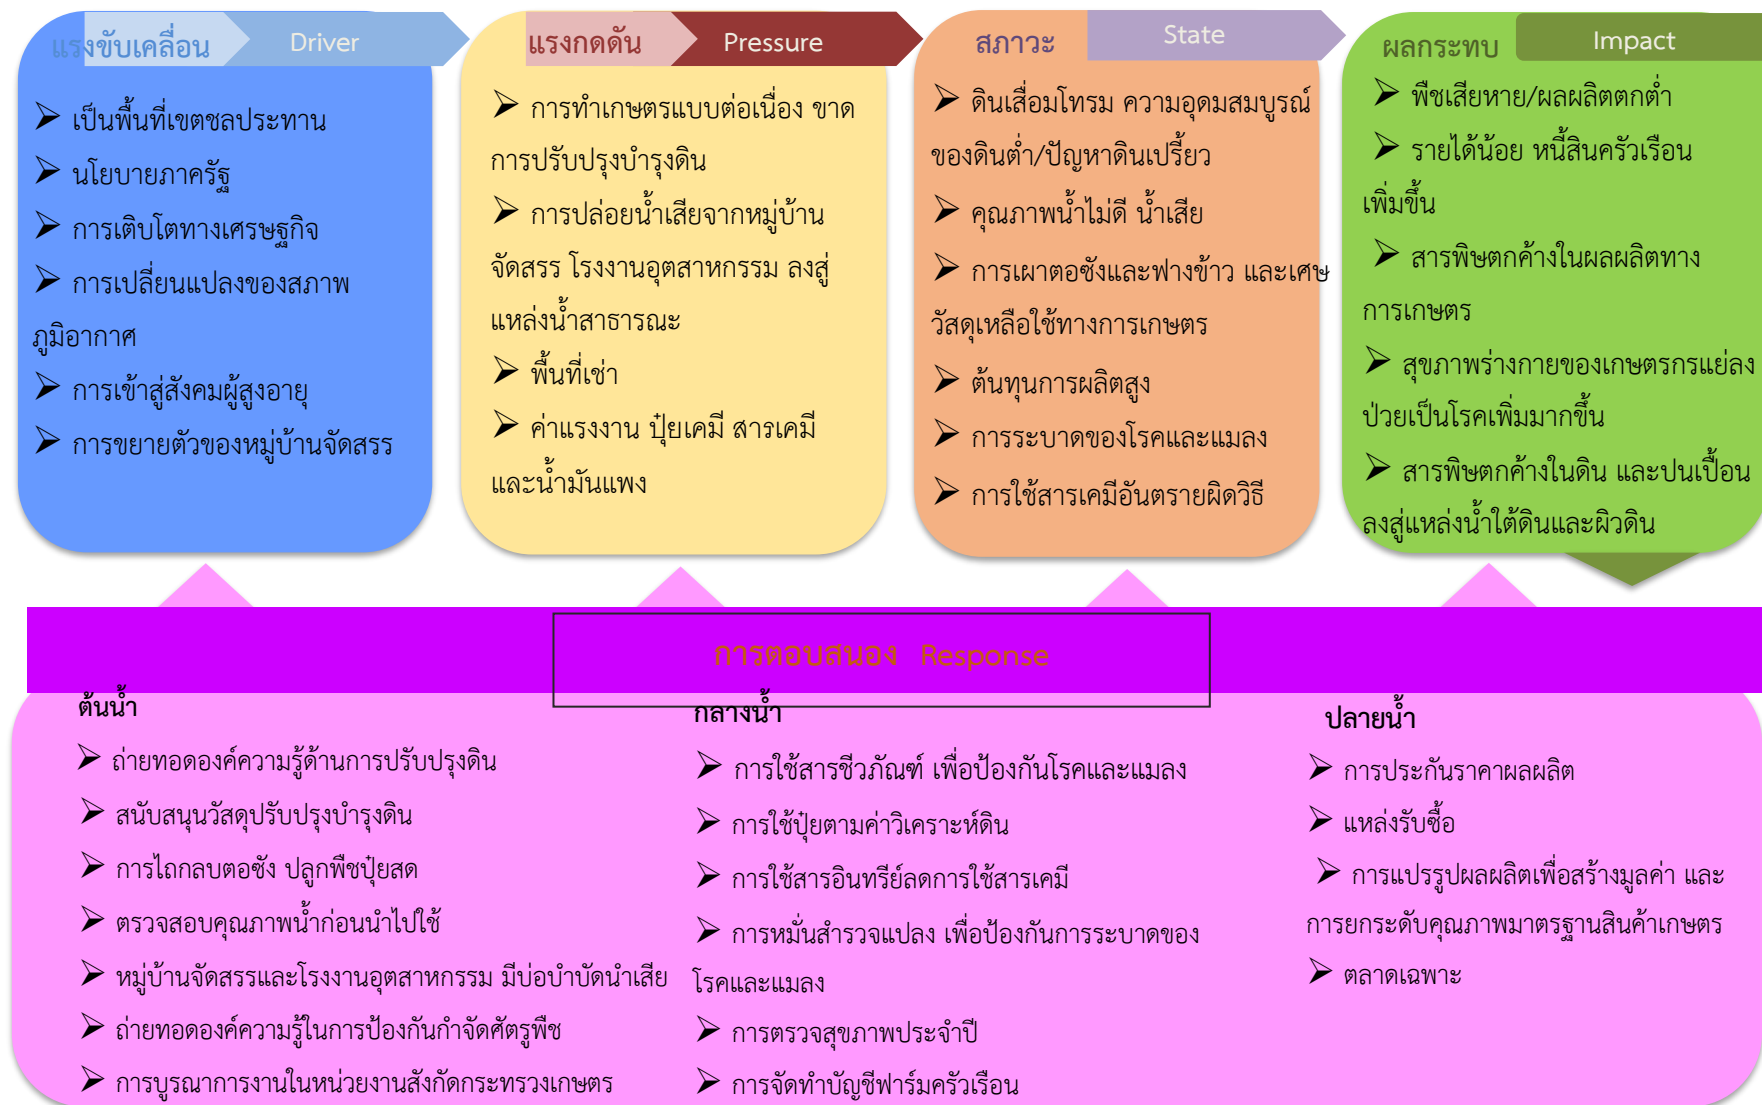 แรงขับเคลื่อน Driver
➢ เป็นพื้นที่เขตชลประทาน
➢ นโยบายภาครัฐ
➢ การเติบโตทางเศรษฐกิจ
➢ การเปลี่ยนแปลงของสภาพ
ภูมิอากาศ
➢ การเข้าสู่สังคมผู้สูงอายุ
➢ การขยายตัวของหมู่บ้านจัดสรร
แรงกดดัน Pressure
➢ การทำเกษตรแบบต่อเนื่อง ขาด
การปรับปรุงบำรุงดิน
➢ การปล่อยน้ำเสียจากหมู่บ้าน
จัดสรร โรงงานอุตสาหกรรม ลงสู่
แหล่งน้ำสาธารณะ
➢ พื้นที่เช่า
➢ ค่าแรงงาน ปุ๋ยเคมี สารเคมี
และน้ำมันแพง
สภาวะ State
➢ ดินเสื่อมโทรม ความอุดมสมบูรณ์
ของดินต่ำ/ปัญหาดินเปรี้ยว
➢ คุณภาพน้ำไม่ดี น้ำเสีย
➢ การเผาตอซังและฟางข้าว และเศษ
วัสดุเหลือใช้ทางการเกษตร
➢ ต้นทุนการผลิตสูง
➢ การระบาดของโรคและแมลง
➢ การใช้สารเคมีอันตรายผิดวิธี
ผลกระทบ Impact
➢ พืชเสียหาย/ผลผลิตตกต่ำ
➢ รายได้น้อย หนี้สินครัวเรือน
เพิ่มขึ้น
➢ สารพิษตกค้างในผลผลิตทาง
การเกษตร
➢ สุขภาพร่างกายของเกษตรกรแย่ลง
ป่วยเป็นโรคเพิ่มมากขึ้น
➢ สารพิษตกค้างในดิน และปนเปื้อน
ลงสู่แหล่งน้ำใต้ดินและผิวดิน
การตอบสนอง Response
ต้นน้ำ
➢ ถ่ายทอดองค์ความรู้ด้านการปรับปรุงดิน
➢ สนับสนุนวัสดุปรับปรุงบำรุงดิน
➢ การไถกลบตอซัง ปลูกพืชปุ๋ยสด
➢ ตรวจสอบคุณภาพน้ำก่อนนำไปใช้
➢ หมู่บ้านจัดสรรและโรงงานอุตสาหกรรม มีบ่อบำบัดนำเสีย
➢ ถ่ายทอดองค์ความรู้ในการป้องกันกำจัดศัตรูพืช
➢ การบูรณาการงานในหน่วยงานสังกัดกระทรวงเกษตร
กลางน้ำ
➢ การใช้สารชีวภัณฑ์ เพื่อป้องกันโรคและแมลง
➢ การใช้ปุ๋ยตามค่าวิเคราะห์ดิน
➢ การใช้สารอินทรีย์ลดการใช้สารเคมี
➢ การหมั่นสำรวจแปลง เพื่อป้องกันการระบาดของ
โรคและแมลง
➢ การตรวจสุขภาพประจำปี
➢ การจัดทำบัญชีฟาร์มครัวเรือน
ปลายน้ำ
➢ การประกันราคาผลผลิต
➢ แหล่งรับซื้อ
➢ การแปรรูปผลผลิตเพื่อสร้างมูลค่า และ
การยกระดับคุณภาพมาตรฐานสินค้าเกษตร
➢ ตลาดเฉพาะ